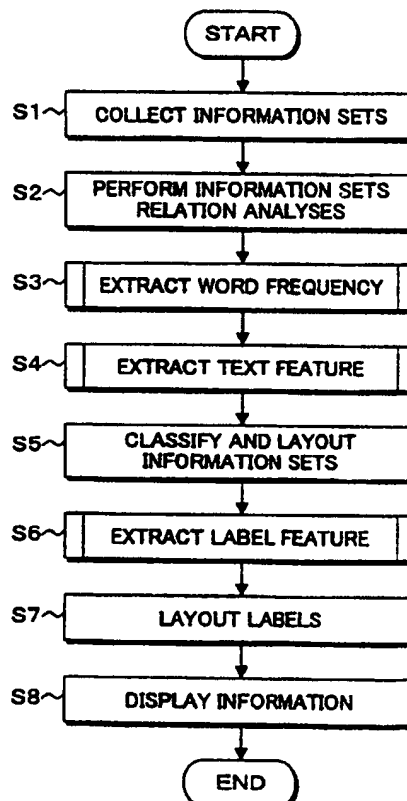 START
S1~ COLLECT INFORMATION SETS
S2~ PERFORM INFORMATION SETS
RELATION ANALYSES
S3~ EXTRACT WORD FREQUENCY
S4~ EXTRACT TEXT FEATURE
S5~ CLASSIFY AND LAYOUT
INFORMATION SETS
S6~ EXTRACT LABEL FEATURE
S7~ LAYOUT LABELS
S8~ DISPLAY INFORMATION
END